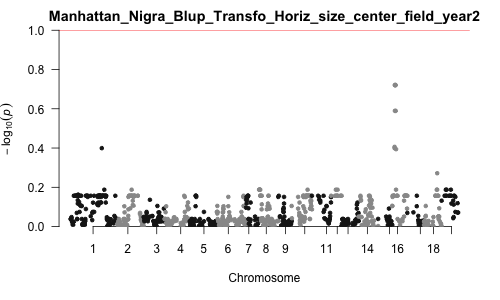 Manhattan_Nigra_Blup_Transfo_Horiz_size_center_field_year2
1.0
0.8
0.6
0.4
0.2
0.0
− log₁₀(p)
1 2 3 4 5 6 7 8 9 11 14 16 18
Chromosome